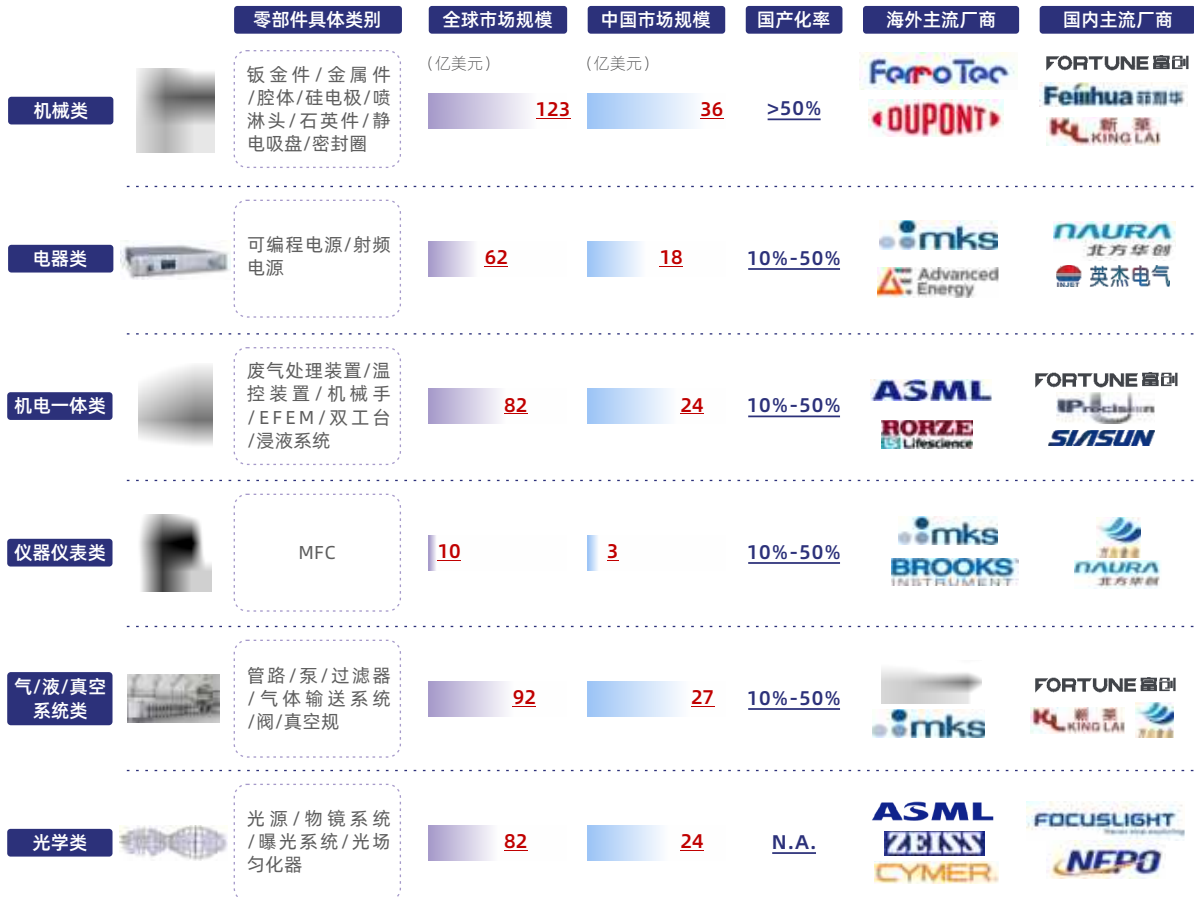 零部件具体类别
全球市场规模
中国市场规模
国产化率
海外主流厂商
国内主流厂商
(亿美元)
(亿美元)
机械类
钣金件/金属件
/腔体/硅电极/喷
淋头/石英件/静
电吸盘/密封圈
123
36
>50%
FerroTec
DUPONT
FORTUNE 富创
Feilihua 菲利华
KL 新莱
KING LAI
电器类
可编程电源/射频
电源
62
18
10%-50%
mks
Advanced
Energy
NAURA
北方华创
INJET 英杰电气
机电一体类
废气处理装置/温
控装置/机械手
/EFEM/双工台
/浸液系统
82
24
10%-50%
ASML
RORZE
Lifescience
FORTUNE 富创
SIASUN
仪器仪表类
MFC
10
3
10%-50%
mks
BROOKS
INSTRUMENT
NAURA
北方华创
气/液/真空
系统类
管路/泵/过滤器
/气体输送系统
/阀/真空规
92
27
10%-50%
mks
FORTUNE 富创
KL 新莱
KING LAI
光学类
光源/物镜系统
/曝光系统/光场
匀化器
82
24
N.A.
ASML
ZEISS
CYMER
FOCUSLIGHT
NEPO